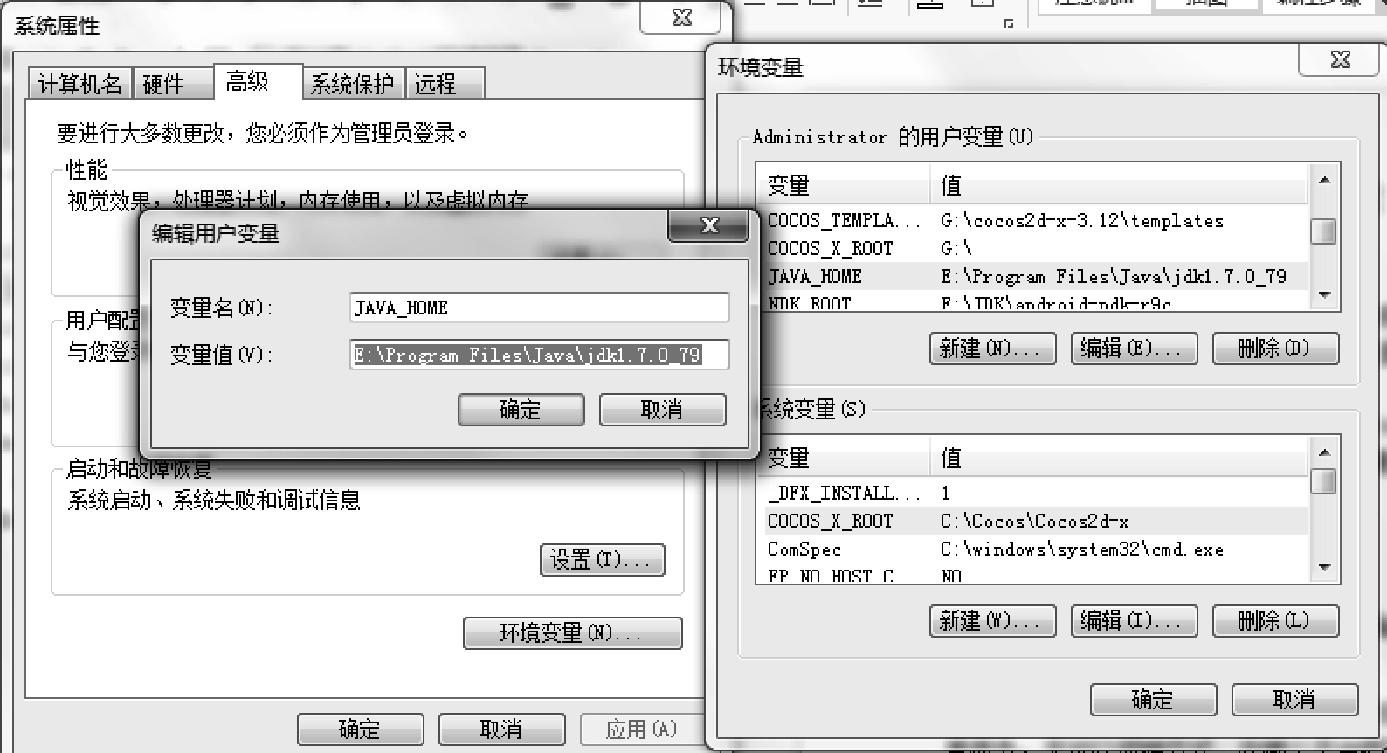 系统属性
计算机名 硬件 高级 系统保护 远程
要进行大多数更改，您必须作为管理员登录。
性能
视觉效果，处理器计划，内存使用，以及虚拟内存
编辑用户变量
变量名(N): JAVA_HOME
变量值(V): E:\Program Files\Java\jdk1.7.0_79
确定 取消
用户配置
与您登录
启动和故障恢复
系统启动、系统失败和调试信息
设置(T)...
环境变量(N)...
确定 取消 应用(A)
环境变量
Administrator 的用户变量(U)
变量 值
COCOS_TEMPLA... G:\cocos2d-x-3.12\templates
COCOS_X_ROOT G:\
JAVA_HOME E:\Program Files\Java\jdk1.7.0_79
NDK_ROOT E:\JDK\android-ndk-r9c
新建(N)... 编辑(E)... 删除(D)
系统变量(S)
变量 值
_DFX_INSTALL... 1
COCOS_X_ROOT C:\Cocos\Cocos2d-x
ComSpec C:\windows\system32\cmd.exe
FP_NO_HOST_C NO
新建(W)... 编辑(I)... 删除(L)
确定 取消